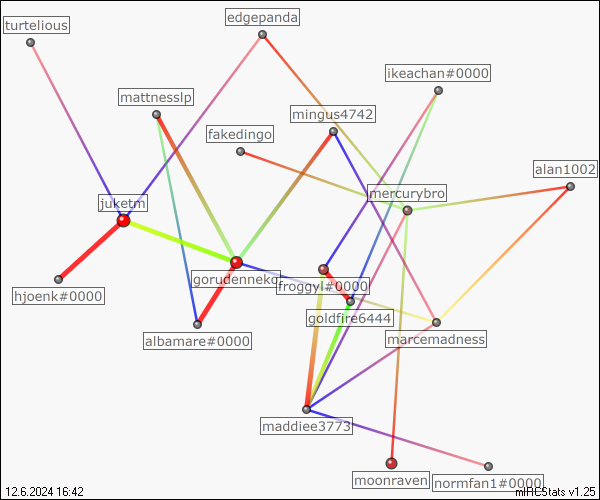 edgepanda
turtelious
ikeachan#0000
mattnesslp
mingus4742
fakedingo
alan1002
mercurybro
juketm
gorudenneko
froggyl#0000
hjoenk#0000
goldfire6444
albamare#0000
marcemadness
maddiee3773
moonraven
normfan1#0000
12.6.2024 16:42
mIRCStats v1.25